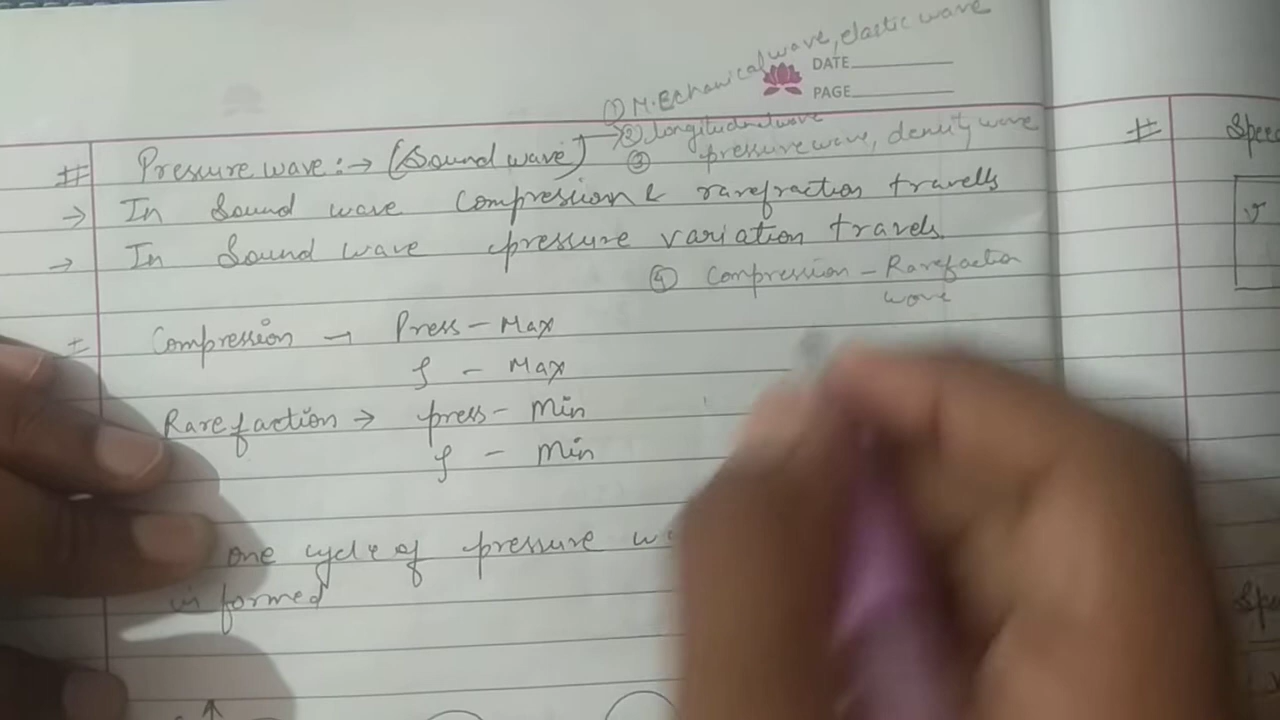 ① M.Echanical wave, elastic wave
DATE
PAGE
② longitudinal wave
③ pressure wave, density wave
# Pressure wave :→ (Sound wave) →
→ In Sound wave compression & rarefraction travells
→ In Sound wave pressure variation travels.
④ Compression - Rarefaction
wave
Compression → Press - Max
ρ - Max
Rarefaction → press - Min
ρ - Min
one cycle of pressure
is formed
#
v